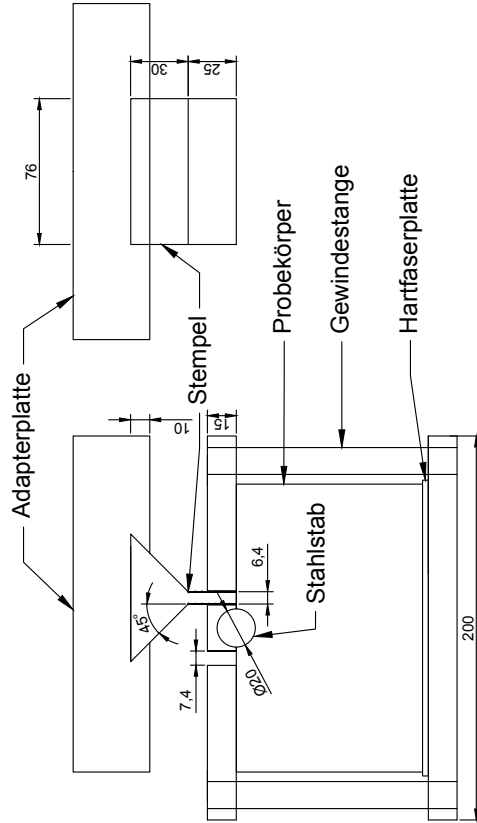 Adapterplatte
76
30
25
Stempel
10
15
45°
6,4
7,4
Ø20
Stahlstab
Probekörper
Gewindestange
Hartfaserplatte
200